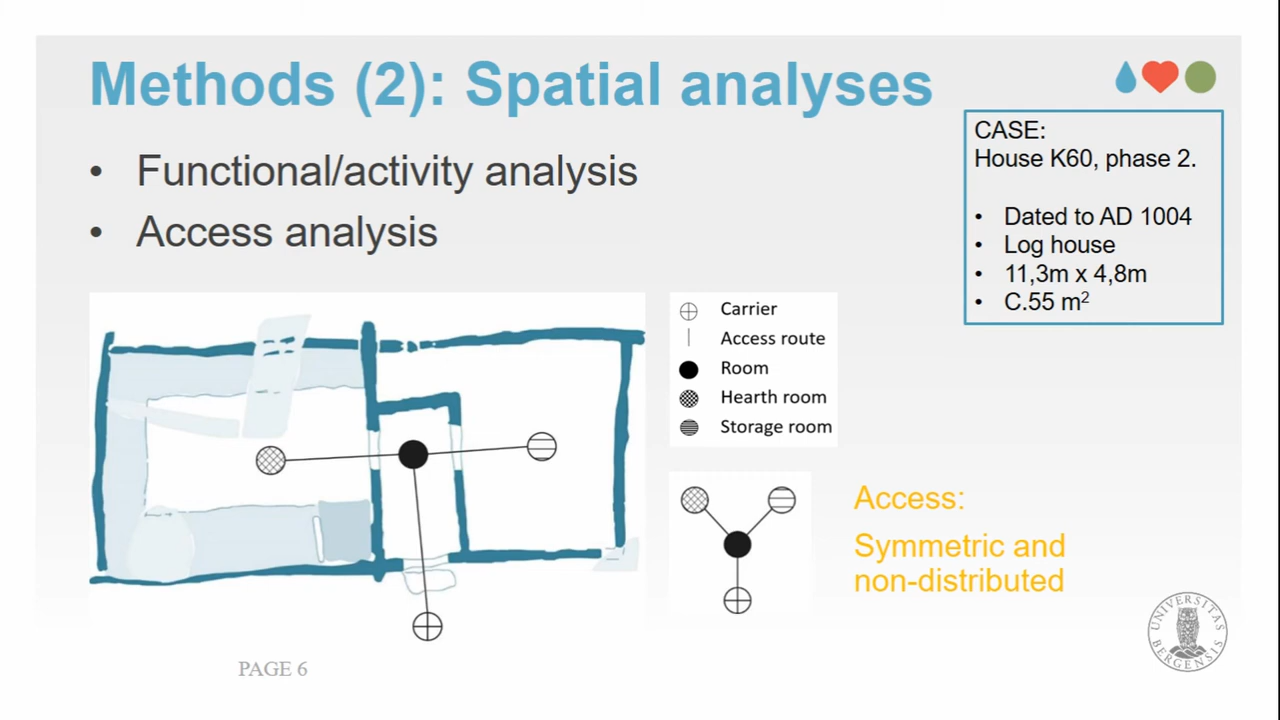 Methods (2): Spatial analyses
• Functional/activity analysis
• Access analysis
CASE:
House K60, phase 2.
• Dated to AD 1004
• Log house
• 11,3m x 4,8m
• C.55 m²
Carrier
Access route
Room
Hearth room
Storage room
Access:
Symmetric and
non-distributed
UNIVERSITAS
BERGENSIS
PAGE 6